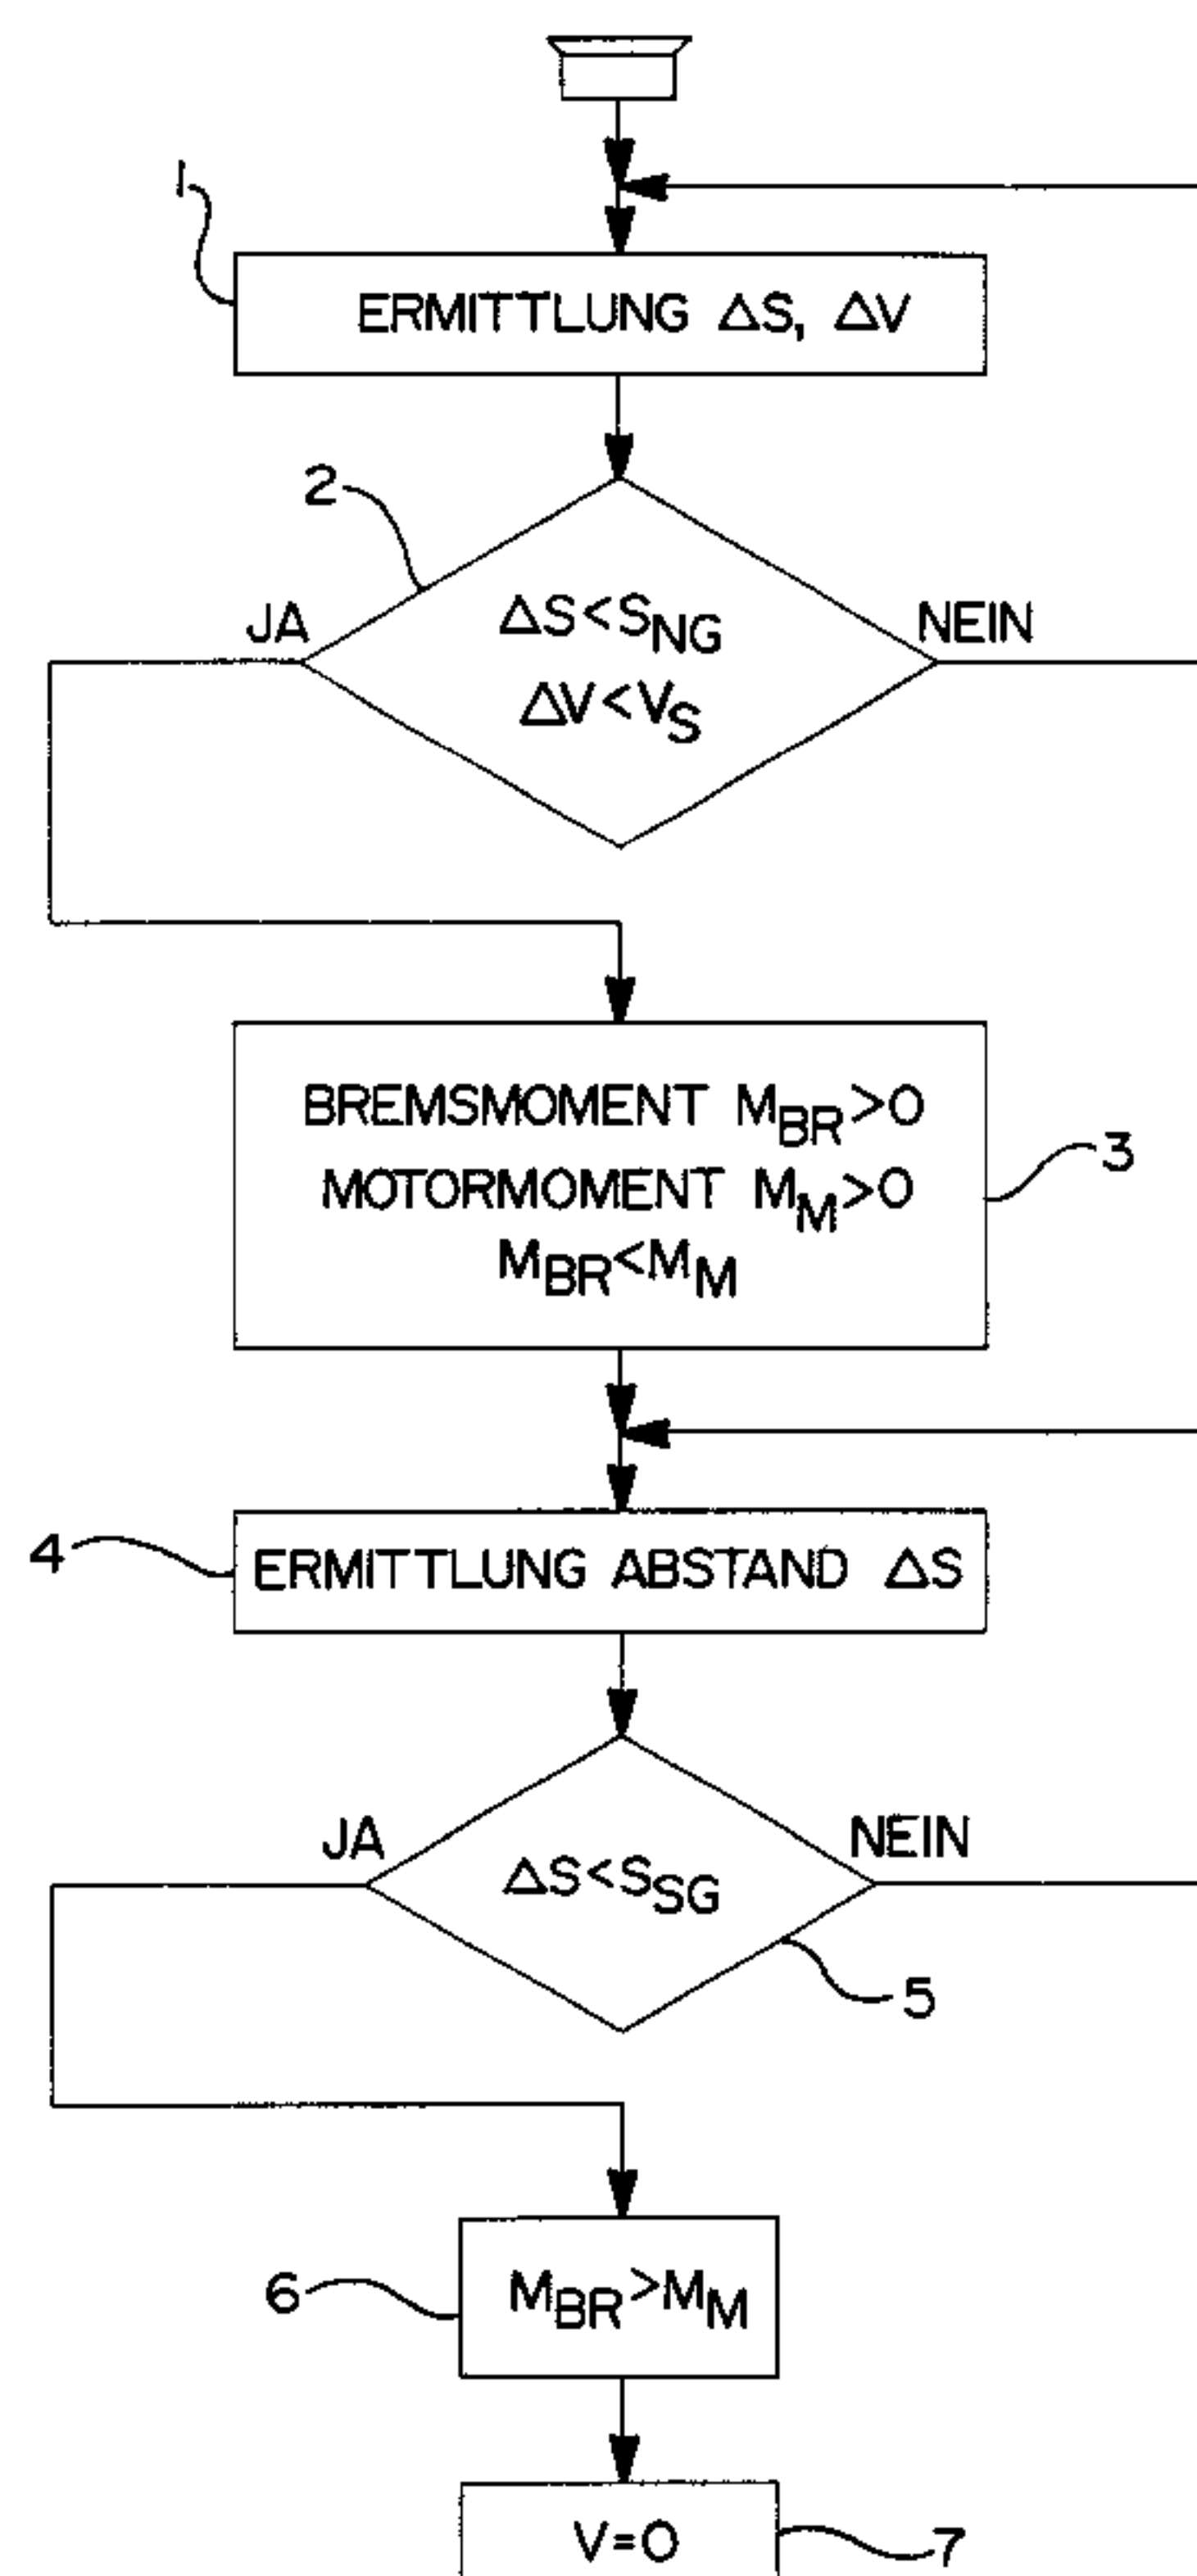 1
ERMITTLUNG ΔS, ΔV
2
JA
ΔS<S_NG
ΔV<V_S
NEIN
BREMSMOMENT M_BR>0
MOTORMOMENT M_M>0
M_BR<M_M
3
4
ERMITTLUNG ABSTAND ΔS
JA
ΔS<S_SG
NEIN
5
6
M_BR>M_M
V=0
7